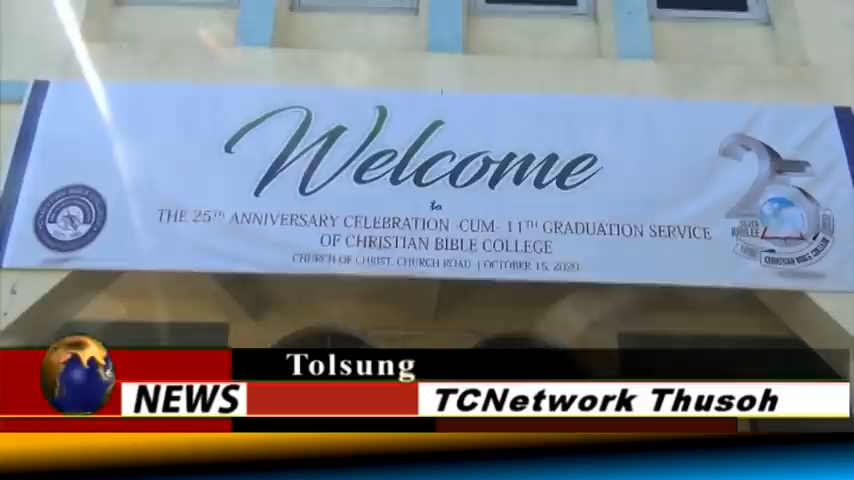 Welcome
to
THE 25TH ANNIVERSARY CELEBRATION -CUM- 11TH GRADUATION SERVICE
OF CHRISTIAN BIBLE COLLEGE
CHURCH OF CHRIST, CHURCH ROAD | OCTOBER 15, 2020
25
CHRISTIAN BIBLE COLLEGE
Tolsung
NEWS
TCNetwork Thusoh